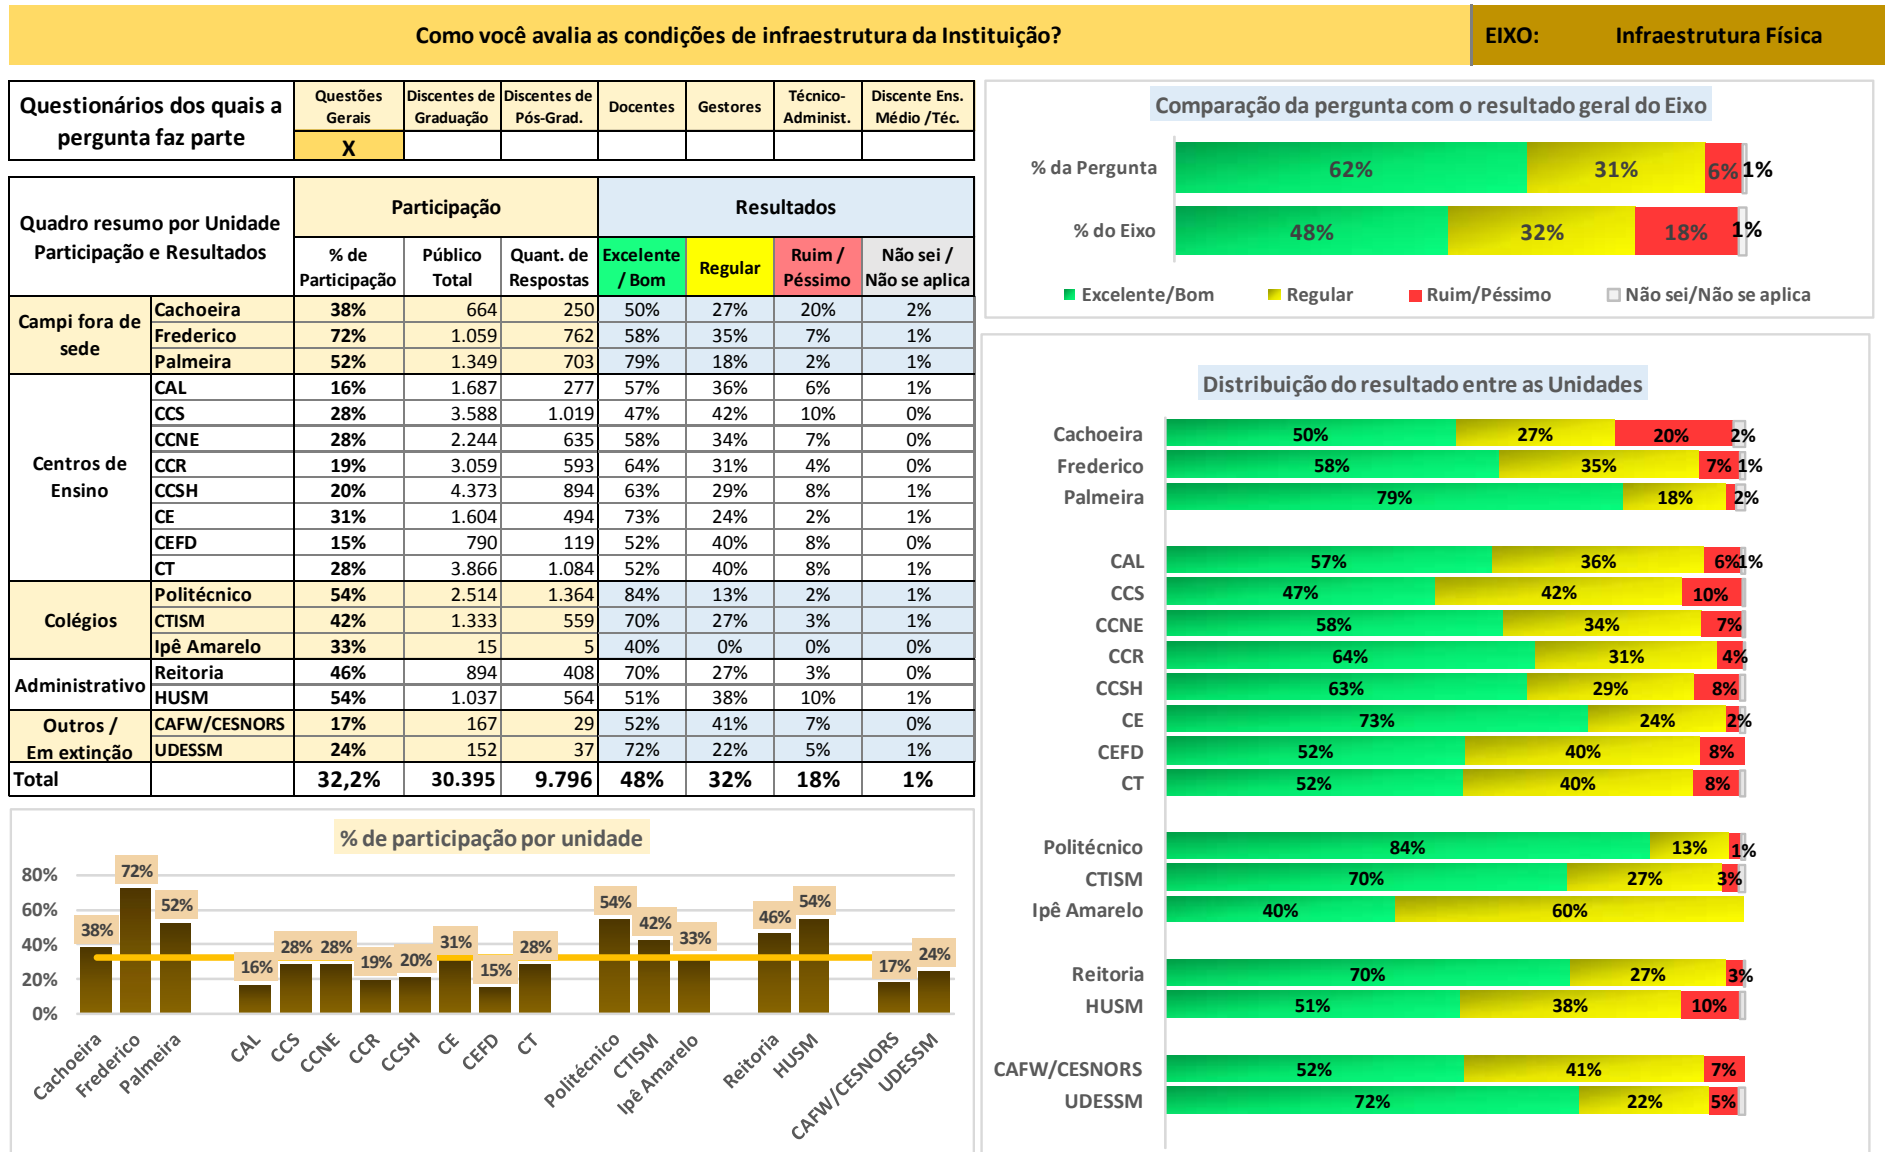 Como você avalia as condições de infraestrutura da Instituição?
EIXO: Infraestrutura Física
Questionários dos quais a pergunta faz parte
Questões Gerais
Discentes de Graduação
Discentes de Pós-Grad.
Docentes
Gestores
Técnico-Administ.
Discente Ens. Médio /Téc.
X
Quadro resumo por Unidade
Participação e Resultados
Participação
Resultados
% de Participação
Público Total
Quant. de Respostas
Excelente / Bom
Regular
Ruim / Péssimo
Não sei / Não se aplica
Campi fora de sede
Cachoeira 38% 664 250 50% 27% 20% 2%
Frederico 72% 1.059 762 58% 35% 7% 1%
Palmeira 52% 1.349 703 79% 18% 2% 1%
Centros de Ensino
CAL 16% 1.687 277 57% 36% 6% 1%
CCS 28% 3.588 1.019 47% 42% 10% 0%
CCNE 28% 2.244 635 58% 34% 7% 0%
CCR 19% 3.059 593 64% 31% 4% 0%
CCSH 20% 4.373 894 63% 29% 8% 1%
CE 31% 1.604 494 73% 24% 2% 1%
CEFD 15% 790 119 52% 40% 8% 0%
CT 28% 3.866 1.084 52% 40% 8% 1%
Colégios
Politécnico 54% 2.514 1.364 84% 13% 2% 1%
CTISM 42% 1.333 559 70% 27% 3% 1%
Ipê Amarelo 33% 15 5 40% 0% 0% 0%
Administrativo
Reitoria 46% 894 408 70% 27% 3% 0%
HUSM 54% 1.037 564 51% 38% 10% 1%
Outros / Em extinção
CAFW/CESNORS 17% 167 29 52% 41% 7% 0%
UDESSM 24% 152 37 72% 22% 5% 1%
Total 32,2% 30.395 9.796 48% 32% 18% 1%
% de participação por unidade
80%
60%
40%
20%
0%
38% 72% 52% 16% 28% 28% 19% 20% 31% 15% 28% 54% 42% 33% 46% 54% 17% 24%
Cachoeira Frederico Palmeira CAL CCS CCNE CCR CCSH CE CEFD CT Politécnico CTISM Ipê Amarelo Reitoria HUSM CAFW/CESNORS UDESSM
Comparação da pergunta com o resultado geral do Eixo
% da Pergunta 62% 31% 6% 1%
% do Eixo 48% 32% 18% 1%
Excelente/Bom Regular Ruim/Péssimo Não sei/Não se aplica
Distribuição do resultado entre as Unidades
Cachoeira 50% 27% 20% 2%
Frederico 58% 35% 7% 1%
Palmeira 79% 18% 2%
CAL 57% 36% 6% 1%
CCS 47% 42% 10%
CCNE 58% 34% 7%
CCR 64% 31% 4%
CCSH 63% 29% 8%
CE 73% 24% 2%
CEFD 52% 40% 8%
CT 52% 40% 8%
Politécnico 84% 13% 1%
CTISM 70% 27% 3%
Ipê Amarelo 40% 60%
Reitoria 70% 27% 3%
HUSM 51% 38% 10%
CAFW/CESNORS 52% 41% 7%
UDESSM 72% 22% 5%